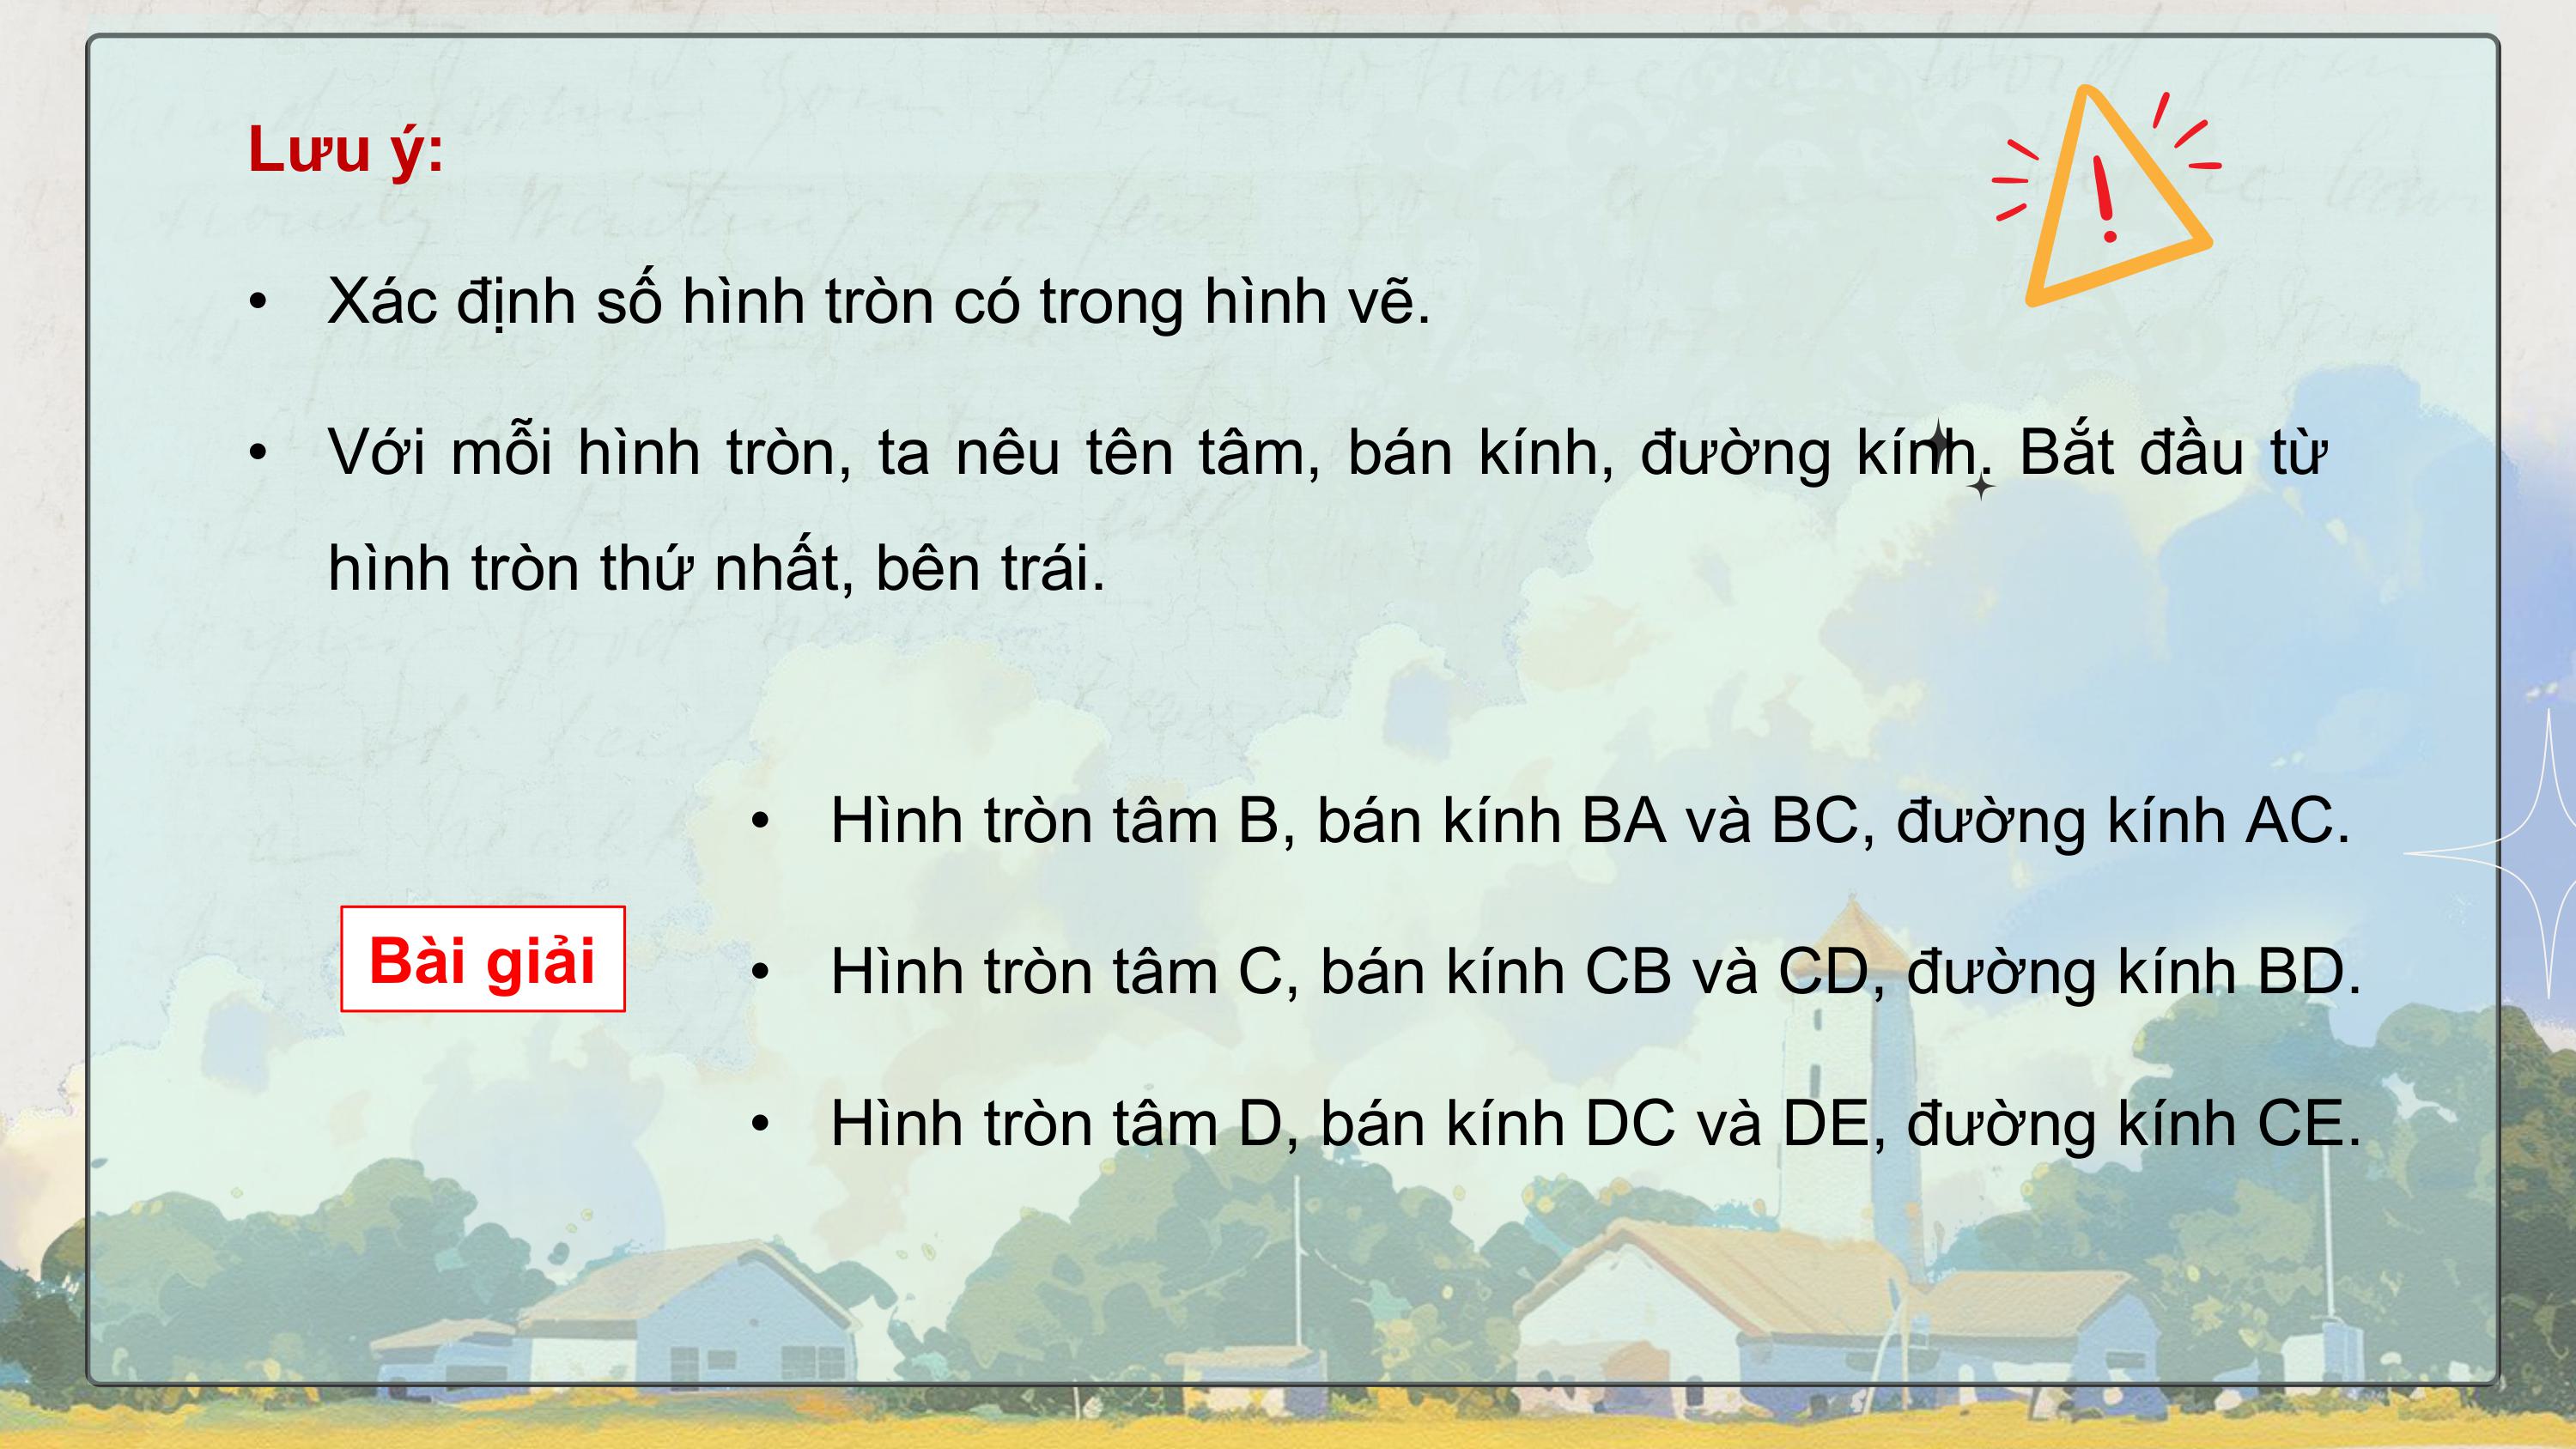 Lưu ý:
• Xác định số hình tròn có trong hình vẽ.
• Với mỗi hình tròn, ta nêu tên tâm, bán kính, đường kính. Bắt đầu từ
hình tròn thứ nhất, bên trái.
Bài giải
• Hình tròn tâm B, bán kính BA và BC, đường kính AC.
• Hình tròn tâm C, bán kính CB và CD, đường kính BD.
• Hình tròn tâm D, bán kính DC và DE, đường kính CE.